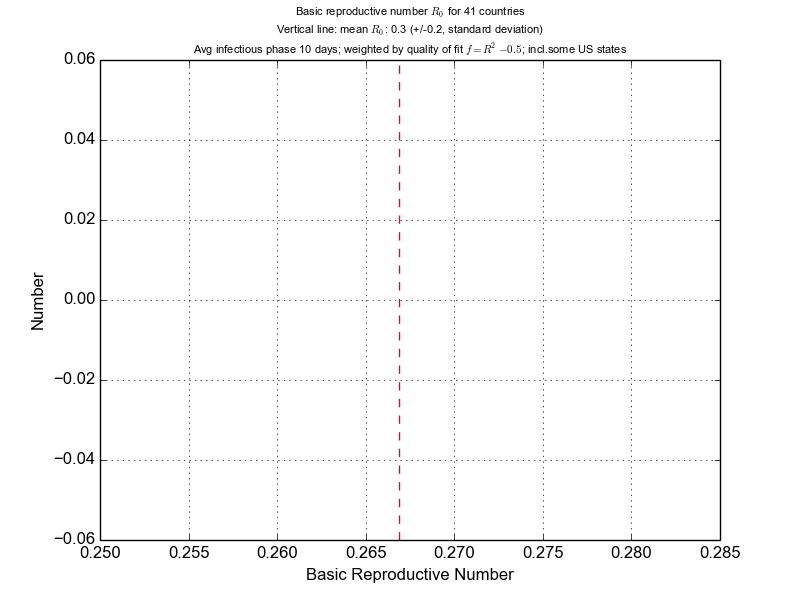 Basic reproductive number R₀ for 41 countries
Vertical line: mean R₀: 0.3 (+/-0.2, standard deviation)
Avg infectious phase 10 days; weighted by quality of fit f=R² −0.5; incl.some US states
0.06
0.04
0.02
0.00
−0.02
−0.04
−0.06
Number
0.250 0.255 0.260 0.265 0.270 0.275 0.280 0.285
Basic Reproductive Number